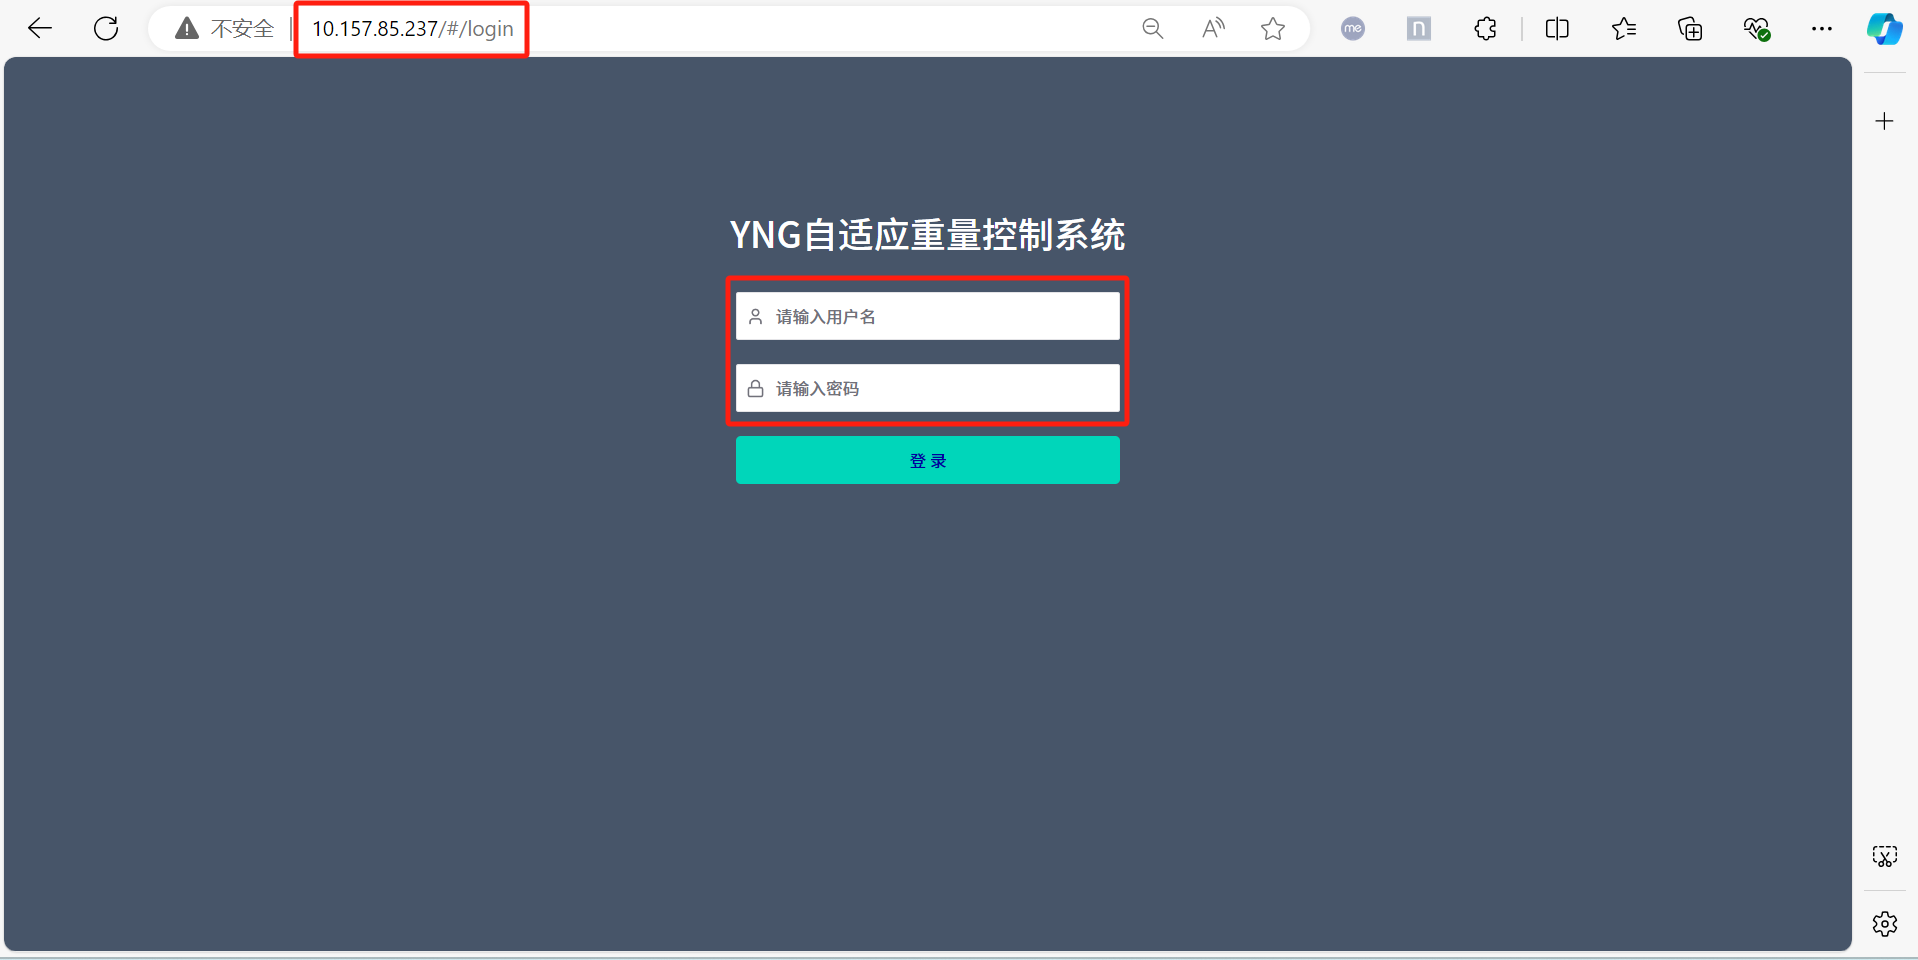 不安全 10.157.85.237/#/login
me
n
YNG自适应重量控制系统
请输入用户名
请输入密码
登 录